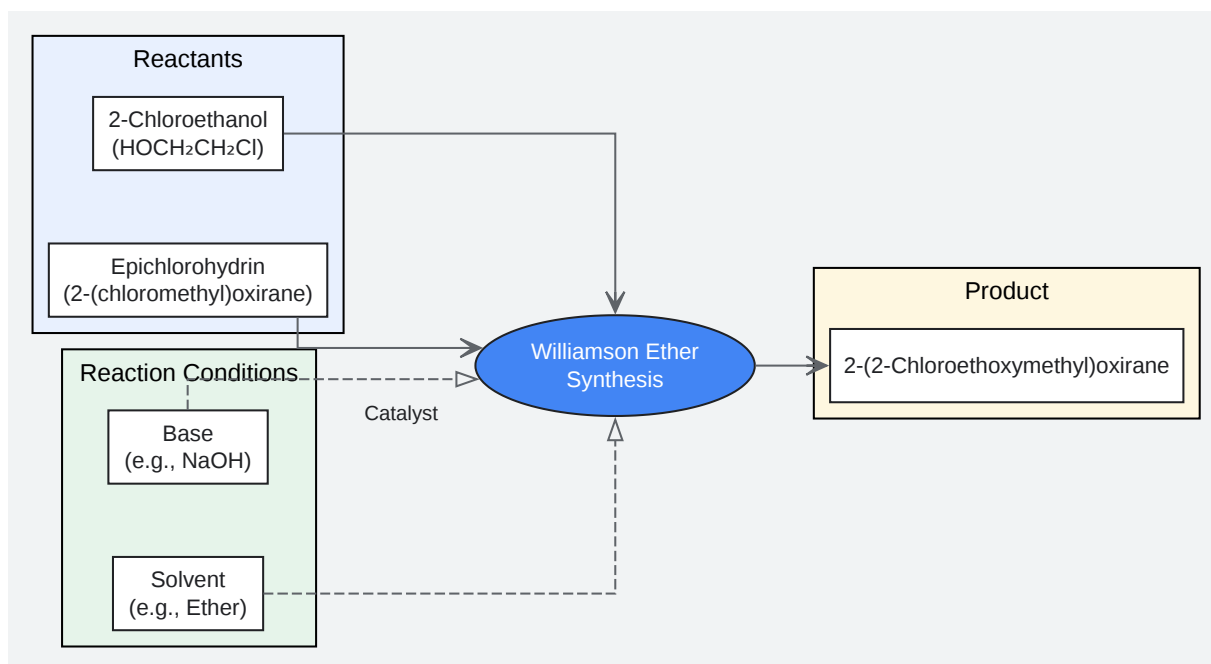 Reactants
2-Chloroethanol
(HOCH₂CH₂Cl)
Epichlorohydrin
(2-(chloromethyl)oxirane)
Reaction Conditions
Base
(e.g., NaOH)
Solvent
(e.g., Ether)
Catalyst
Williamson Ether
Synthesis
Product
2-(2-Chloroethoxymethyl)oxirane